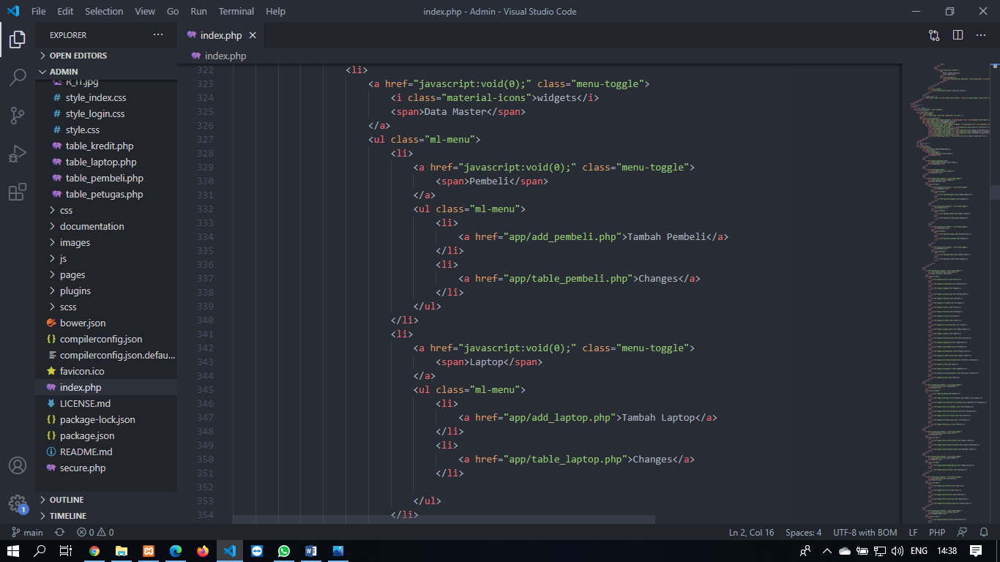 File Edit Selection View Go Run Terminal Help
index.php - Admin - Visual Studio Code
EXPLORER
OPEN EDITORS
ADMIN
R_IT.jpg
style_index.css
style_login.css
style.css
table_kredit.php
table_laptop.php
table_pembeli.php
table_petugas.php
css
documentation
images
js
pages
plugins
scss
bower.json
compilerconfig.json
compilerconfig.json.defau...
favicon.ico
index.php
LICENSE.md
package-lock.json
package.json
README.md
secure.php
OUTLINE
TIMELINE
1
index.php
index.php
322 <li>
323 <a href="javascript:void(0);" class="menu-toggle">
324 <i class="material-icons">widgets</i>
325 <span>Data Master</span>
326 </a>
327 <ul class="ml-menu">
328 <li>
329 <a href="javascript:void(0);" class="menu-toggle">
330 <span>Pembeli</span>
331 </a>
332 <ul class="ml-menu">
333 <li>
334 <a href="app/add_pembeli.php">Tambah Pembeli</a>
335 </li>
336 <li>
337 <a href="app/table_pembeli.php">Changes</a>
338 </li>
339 </ul>
340 </li>
341 <li>
342 <a href="javascript:void(0);" class="menu-toggle">
343 <span>Laptop</span>
344 </a>
345 <ul class="ml-menu">
346 <li>
347 <a href="app/add_laptop.php">Tambah Laptop</a>
348 </li>
349 <li>
350 <a href="app/table_laptop.php">Changes</a>
351 </li>
352
353 </ul>
354 </li>
main 0 0 Ln 2, Col 16 Spaces: 4 UTF-8 with BOM LF PHP
ENG 14:38